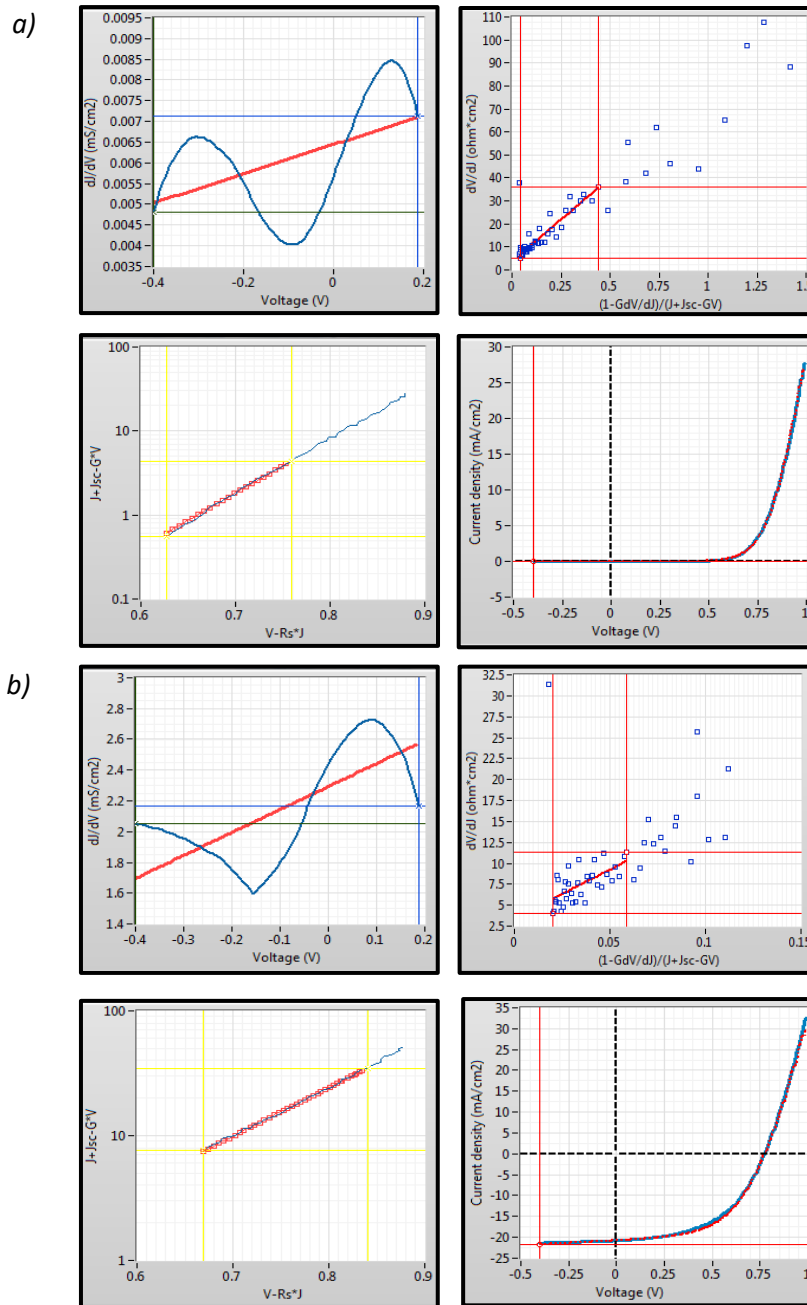 a)
dJ/dV (mS/cm2)
0.0095
0.009
0.0085
0.008
0.0075
0.007
0.0065
0.006
0.0055
0.005
0.0045
0.004
0.0035
-0.4 -0.2 0 0.2
Voltage (V)
dV/dJ (ohm*cm2)
110
100
90
80
70
60
50
40
30
20
10
0
0 0.25 0.5 0.75 1 1.25
(1-GdV/dJ)/(J+Jsc-GV)
J+Jsc-G*V
100
10
1
0.1
0.6 0.7 0.8 0.9
V-Rs*J
Current density (mA/cm2)
30
25
20
15
10
5
0
-5
-0.5 -0.25 0 0.25 0.5 0.75 1
Voltage (V)
b)
dJ/dV (mS/cm2)
3
2.8
2.6
2.4
2.2
2
1.8
1.6
1.4
-0.4 -0.3 -0.2 -0.1 -0.0 0.1 0.2
Voltage (V)
dV/dJ (ohm*cm2)
32.5
30
27.5
25
22.5
20
17.5
15
12.5
10
7.5
5
2.5
0 0.05 0.1 0.15
(1-GdV/dJ)/(J+Jsc-GV)
J+Jsc-G*V
100
10
1
0.6 0.7 0.8 0.9
V-Rs*J
Current density (mA/cm2)
35
30
25
20
15
10
5
0
-5
-10
-15
-20
-25
-0.5 -0.25 0 0.25 0.5 0.75 1
Voltage (V)